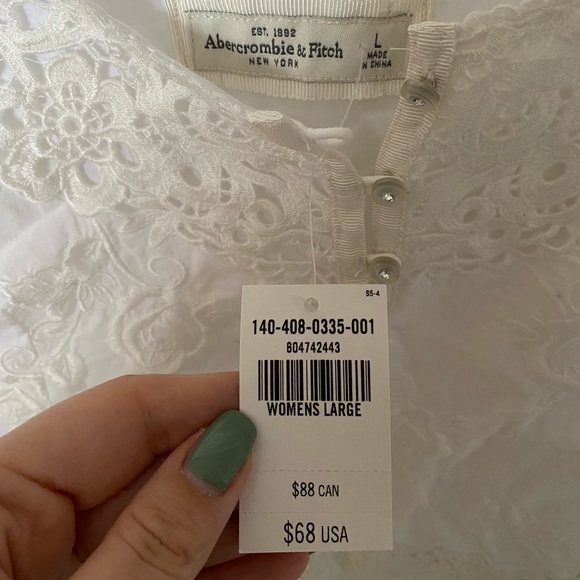 EST. 1892
Abercrombie & Fitch
NEW YORK
L
MADE
IN CHINA
S5-4
140-408-0335-001
604742443
WOMENS LARGE
$88 CAN
$68 USA